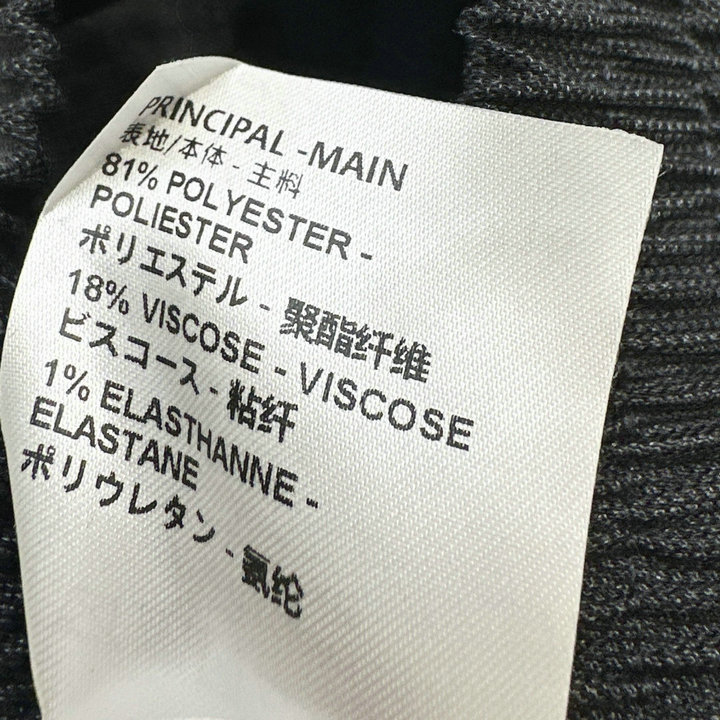 PRINCIPAL -MAIN
表地/本体 - 主料
81% POLYESTER -
POLIESTER
ポリエステル - 聚酯纤维
18% VISCOSE - VISCOSE
ビスコース - 粘纤
1% ELASTHANNE -
ELASTANE
ポリウレタン - 氨纶